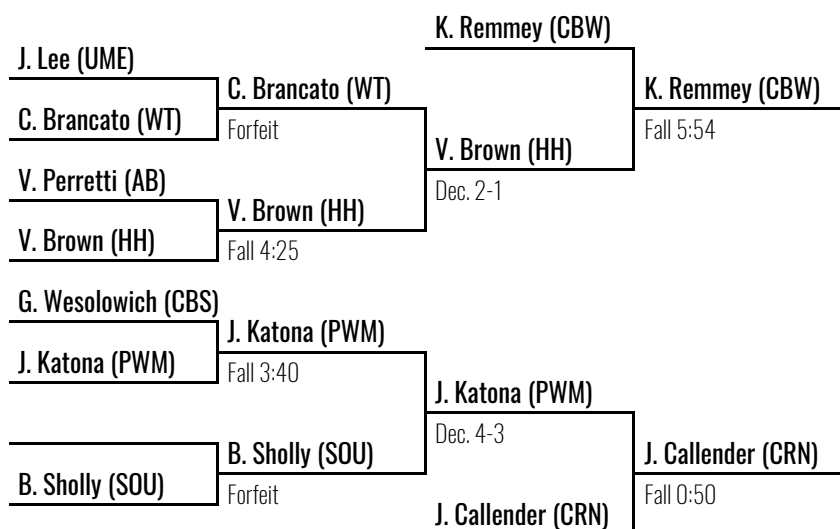 K. Remmey (CBW)
J. Lee (UME)
C. Brancato (WT)
K. Remmey (CBW)
C. Brancato (WT)
Forfeit
Fall 5:54
V. Brown (HH)
V. Perretti (AB)
Dec. 2-1
V. Brown (HH)
V. Brown (HH)
Fall 4:25
G. Wesolowich (CBS)
J. Katona (PWM)
J. Katona (PWM)
Fall 3:40
J. Katona (PWM)
Dec. 4-3
B. Sholly (SOU)
J. Callender (CRN)
B. Sholly (SOU)
Forfeit
Fall 0:50
J. Callender (CRN)